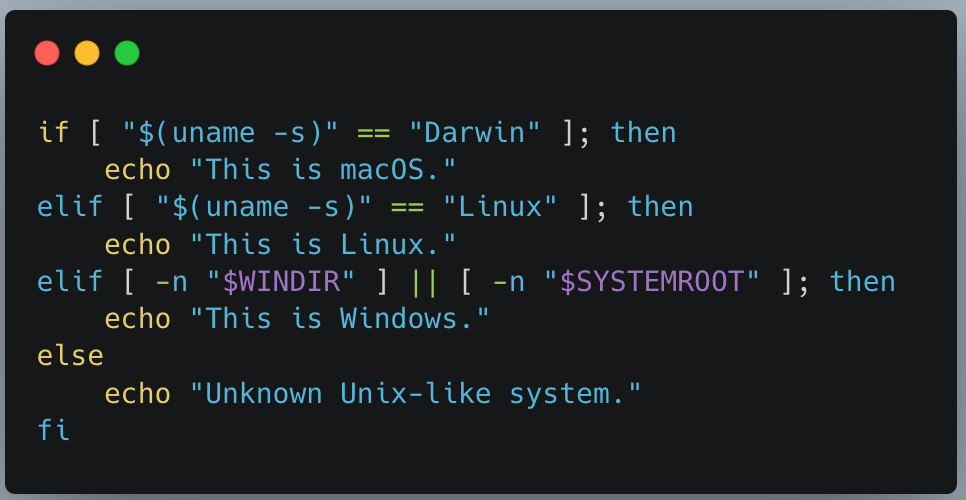 if [ "$(uname -s)" == "Darwin" ]; then
    echo "This is macOS."
elif [ "$(uname -s)" == "Linux" ]; then
    echo "This is Linux."
elif [ -n "$WINDIR" ] || [ -n "$SYSTEMROOT" ]; then
    echo "This is Windows."
else
    echo "Unknown Unix-like system."
fi